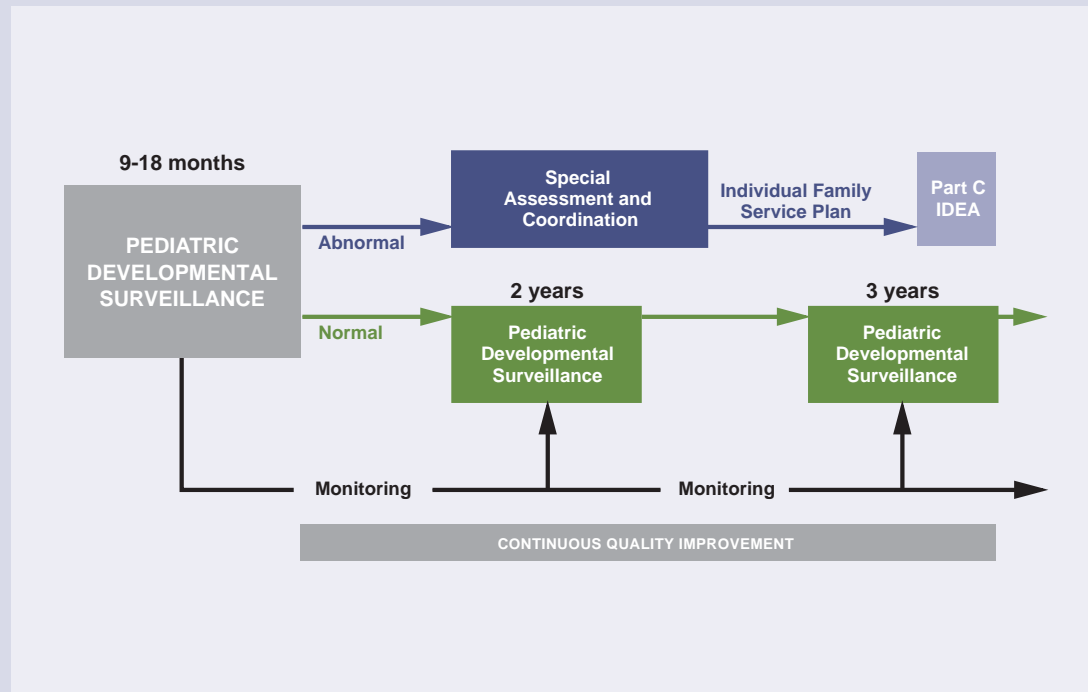 9-18 months
PEDIATRIC
DEVELOPMENTAL
SURVEILLANCE
Abnormal
Special
Assessment and
Coordination
Individual Family
Service Plan
Part C
IDEA
Normal
2 years
Pediatric
Developmental
Surveillance
3 years
Pediatric
Developmental
Surveillance
Monitoring
Monitoring
CONTINUOUS QUALITY IMPROVEMENT